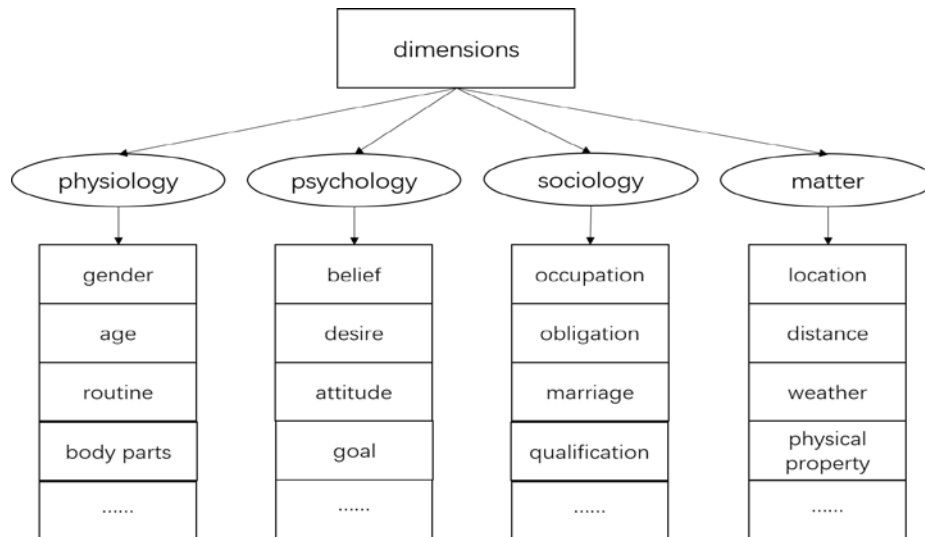 dimensions
physiology
psychology
sociology
matter
gender
belief
occupation
location
age
desire
obligation
distance
routine
attitude
marriage
weather
body parts
goal
qualification
physical
property
......
......
......
......